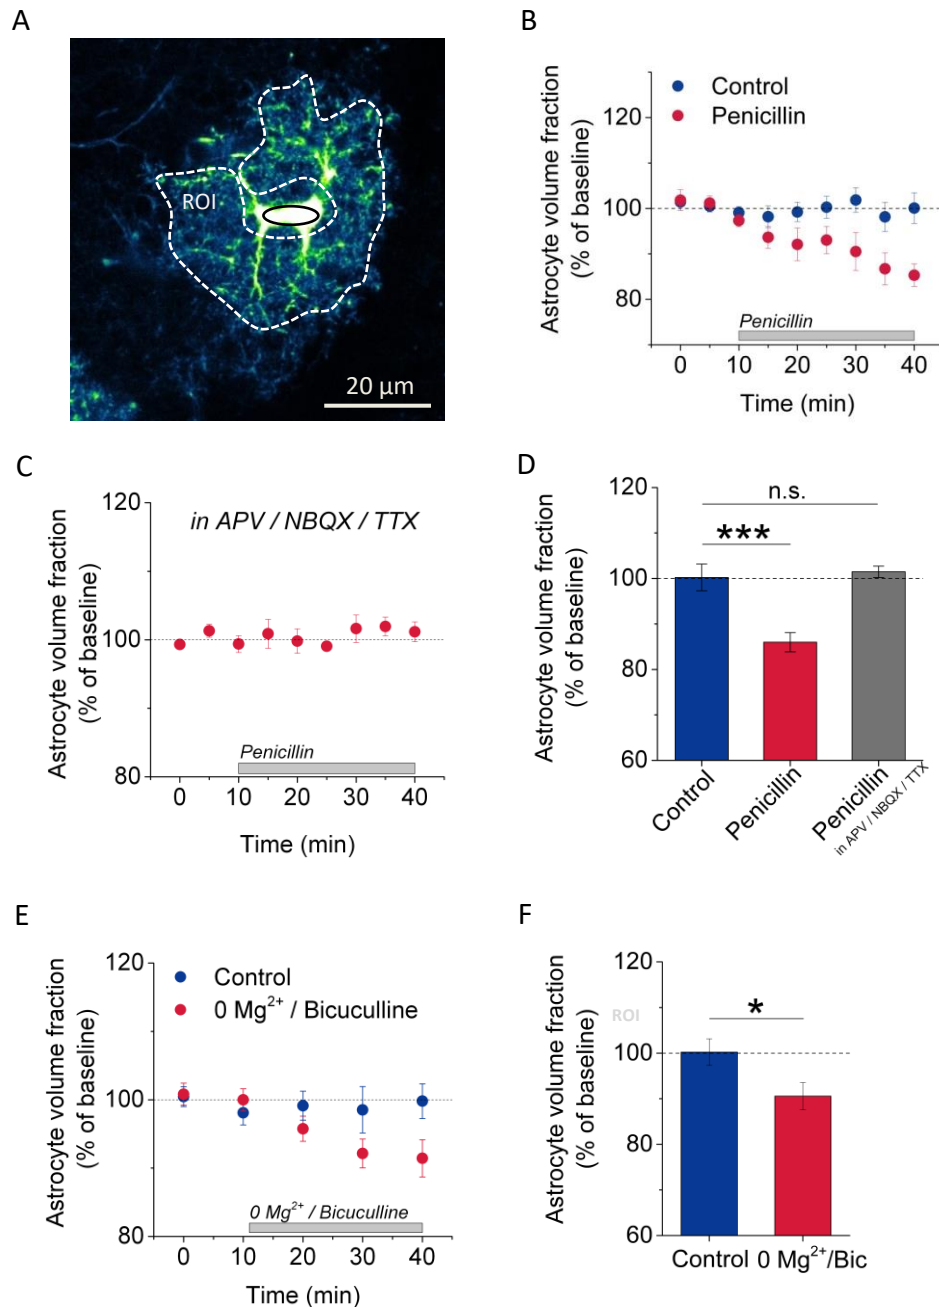 A
ROI
20 µm
B
Astrocyte volume fraction
(% of baseline)
120
100
80
Control
Penicillin
Penicillin
0 10 20 30 40
Time (min)
C
Astrocyte volume fraction
(% of baseline)
120
100
80
in APV / NBQX / TTX
Penicillin
0 10 20 30 40
Time (min)
D
Astrocyte volume fraction
(% of baseline)
120
100
80
60
n.s.
***
Control
Penicillin
Penicillin
in APV / NBQX / TTX
E
Astrocyte volume fraction
(% of baseline)
120
100
80
Control
0 Mg²⁺ / Bicuculline
0 Mg²⁺ / Bicuculline
0 10 20 30 40
Time (min)
F
Astrocyte volume fraction
(% of baseline)
120
100
80
60
ROI
*
Control 0 Mg²⁺/Bic